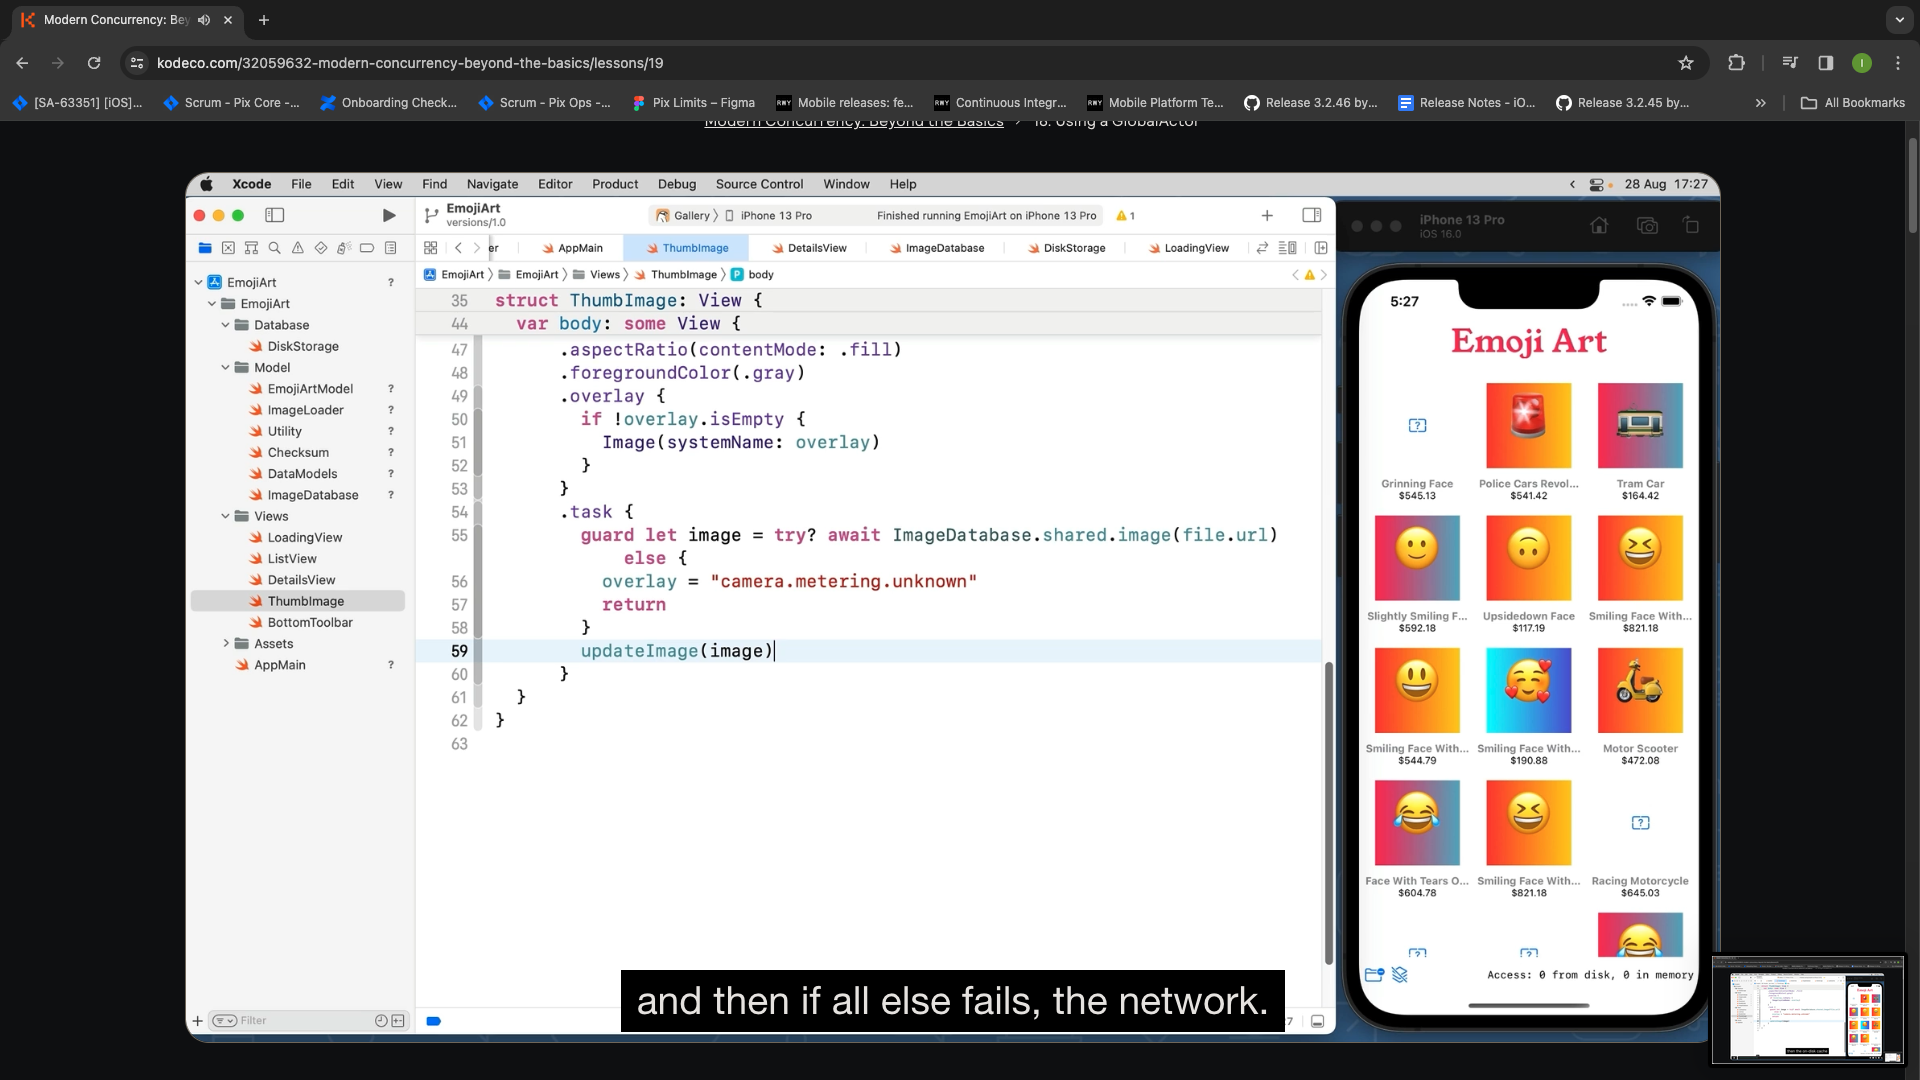 Modern Concurrency: Bey
kodeco.com/32059632-modern-concurrency-beyond-the-basics/lessons/19
I
[SA-63351] [iOS]...
Scrum - Pix Core -...
Onboarding Check...
Scrum - Pix Ops -...
Pix Limits – Figma
RWY
Mobile releases: fe...
RWY
Continuous Integr...
RWY
Mobile Platform Te...
Release 3.2.46 by...
Release Notes - iO...
Release 3.2.45 by...
All Bookmarks
Modern Concurrency: Beyond the Basics
Using a GlobalActor
Xcode File Edit View Find Navigate Editor Product Debug Source Control Window Help
28 Aug 17:27
EmojiArt
versions/1.0
Gallery
iPhone 13 Pro
Finished running EmojiArt on iPhone 13 Pro
1
er
AppMain
ThumbImage
DetailsView
ImageDatabase
DiskStorage
LoadingView
EmojiArt
EmojiArt
Views
ThumbImage
P body
EmojiArt ?
EmojiArt
Database
DiskStorage
Model
EmojiArtModel ?
ImageLoader ?
Utility ?
Checksum ?
DataModels ?
ImageDatabase ?
Views
LoadingView
ListView
DetailsView
ThumbImage
BottomToolbar
Assets
AppMain ?
Filter
35 struct ThumbImage: View {
44 var body: some View {
47 .aspectRatio(contentMode: .fill)
48 .foregroundColor(.gray)
49 .overlay {
50 if !overlay.isEmpty {
51 Image(systemName: overlay)
52 }
53 }
54 .task {
55 guard let image = try? await ImageDatabase.shared.image(file.url)
else {
56 overlay = "camera.metering.unknown"
57 return
58 }
59 updateImage(image)
60 }
61 }
62 }
63
iPhone 13 Pro
iOS 16.0
5:27
Emoji Art
Grinning Face
$545.13
Police Cars Revol...
$541.42
Tram Car
$164.42
Slightly Smiling F...
$592.18
Upsidedown Face
$117.19
Smiling Face With...
$821.18
Smiling Face With...
$544.79
Smiling Face With...
$190.88
Motor Scooter
$472.08
Face With Tears O...
$604.78
Smiling Face With...
$821.18
Racing Motorcycle
$645.03
Access: 0 from disk, 0 in memory
and then if all else fails, the network.